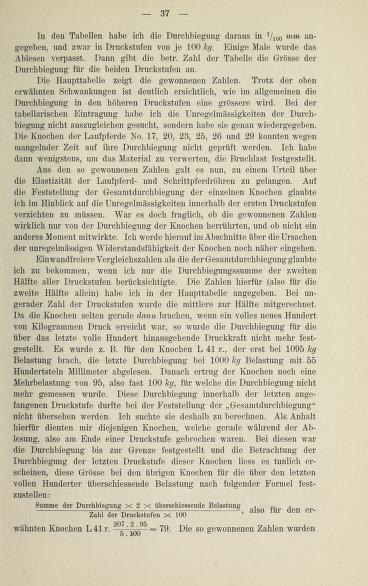 — 37 —
In den Tabellen habe ich die Durchbiegung daraus in 1/100 mm an-
gegeben, und zwar in Druckstufen von je 100 kg. Einige Male wurde das
Ablesen verpasst. Dann gibt die betr. Zahl der Tabelle die Grösse der
Durchbiegung für die beiden Druckstufen an.
Die Haupttabelle zeigt die gewonnenen Zahlen. Trotz der oben
erwähnten Schwankungen ist deutlich ersichtlich, wie im allgemeinen die
Durchbiegung in den höheren Druckstufen eine grössere wird. Bei der
tabellarischen Eintragung habe ich die Unregelmässigkeiten der Durch-
biegung nicht auszugleichen gesucht, sondern habe sie genau wiedergegeben.
Die Knochen der Laufpferde No. 17, 20, 23, 25, 26 und 29 konnten wegen
mangelnder Zeit auf ihre Durchbiegung nicht geprüft werden. Ich habe
dann wenigstens, um das Material zu verwerten, die Bruchlast festgestellt.
Aus den so gewonnenen Zahlen galt es nun, zu einem Urteil über
die Elastizität der Laufpferd- und Schrittpferdröhren zu gelangen. Auf
die Feststellung der Gesamtdurchbiegung der einzelnen Knochen glaubte
ich im Hinblick auf die Unregelmässigkeiten innerhalb der ersten Druckstufen
verzichten zu müssen. War es doch fraglich, ob die gewonnenen Zahlen
wirklich nur von der Durchbiegung der Knochen herrührten, und ob nicht ein
anderes Moment mitwirkte. Ich werde hierauf im Abschnitte über die Ursachen
der unregelmässigen Widerstandsfähigkeit der Knochen noch näher eingehen.
Einwandfreiere Vergleichszahlen als die der Gesamtdurchbiegung glaubte
ich zu bekommen, wenn ich nur die Durchbiegungssumme der zweiten
Hälfte aller Druckstufen berücksichtigte. Die Zahlen hierfür (also für die
zweite Hälfte allein) habe ich in der Haupttabelle angegeben. Bei un-
gerader Zahl der Druckstufen wurde die mittlere zur Hälfte mitgerechnet.
Da die Knochen selten gerade dann brachen, wenn ein volles neues Hundert
von Kilogrammen Druck erreicht war, so wurde die Durchbiegung für die
über das letzte volle Hundert hinausgehende Druckkraft nicht mehr fest-
gestellt. Es wurde z. B. für den Knochen L 41 r., der erst bei 1095 kg
Belastung brach, die letzte Durchbiegung bei 1000 kg Belastung mit 55
Hundertsteln Millimeter abgelesen. Danach ertrug der Knochen noch eine
Mehrbelastung von 95, also fast 100 kg, für welche die Durchbiegung nicht
mehr gemessen wurde. Diese Durchbiegung innerhalb der letzten ange-
fangenen Druckstufe durfte bei der Feststellung der „Gesamtdurchbiegung“
nicht übersehen werden. Ich suchte sie deshalb zu berechnen. Als Anhalt
hierfür dienten mir diejenigen Knochen, welche gerade während der Ab-
lesung, also am Ende einer Druckstufe gebrochen waren. Bei diesen war
die Durchbiegung bis zur Grenze festgestellt und die Betrachtung der
Durchbiegung der letzten Druckstufe dieser Knochen liess es tunlich er-
scheinen, diese Grösse bei den übrigen Knochen für die über den letzten
vollen Hunderter überschiessende Belastung nach folgender Formel fest-
zustellen:
Summe der Durchbiegung × 2 × überschiessende Belastung
Zahl der Druckstufen × 100
, also für den er-
wähnten Knochen L 41 r. 207 . 2 . 95 / 5 . 100 = 79. Die so gewonnenen Zahlen wurden